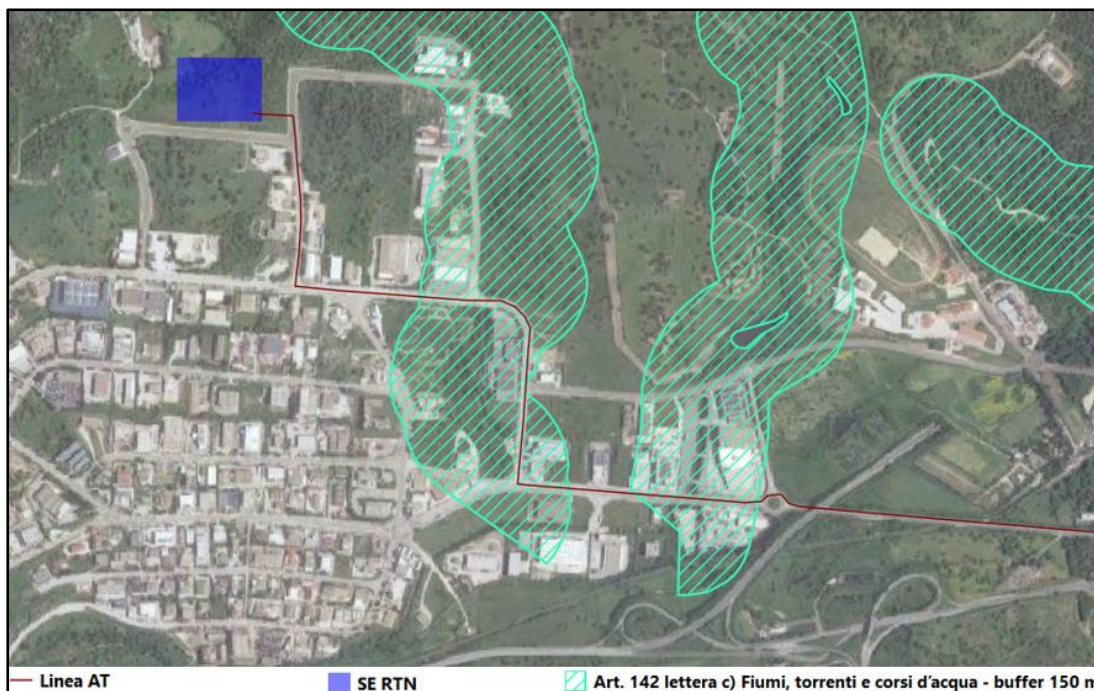 Linea AT
SE RTN
Art. 142 lettera c) Fiumi, torrenti e corsi d'acqua - buffer 150 m